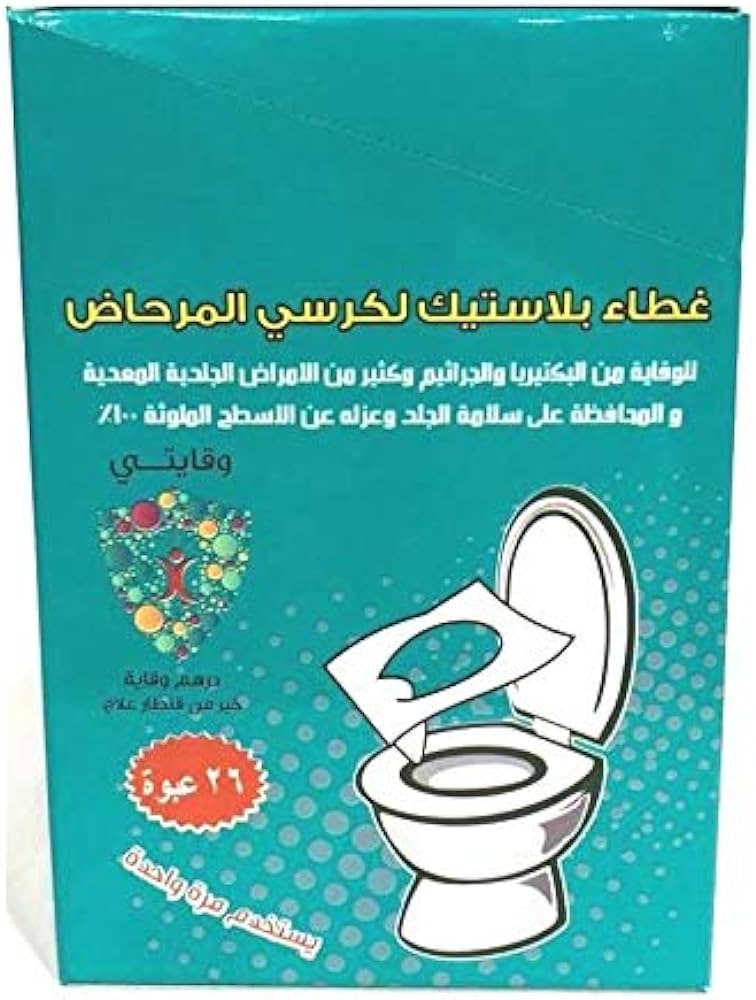 غطاء بلاستيك لكرسي المرحاض
للوقاية من البكتيريا والجراثيم وكثير من الامراض الجلدية المعدية
و المحافظة على سلامة الجلد وعزله عن الاسطح الملوثة ١٠٠٪
وقايتي
درهم وقاية
خير من قنطار علاج
٢٦ عبوة
يستخدم مرة واحدة